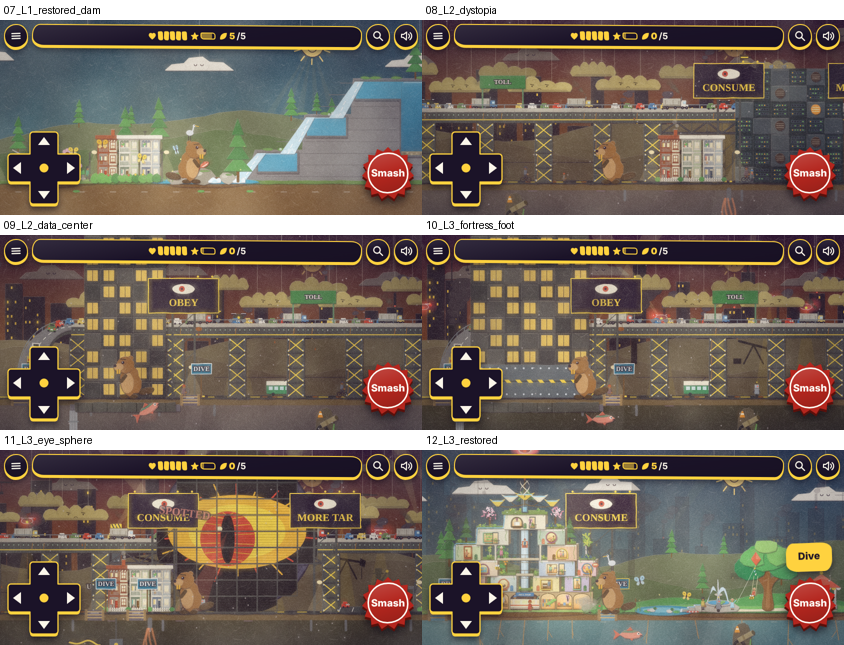 07_L1_restored_dam
5/5
Smash
08_L2_dystopia
0/5
TOLL
CONSUME
M
Smash
09_L2_data_center
0/5
OBEY
TOLL
DIVE
Smash
10_L3_fortress_foot
0/5
OBEY
TOLL
DIVE
Smash
11_L3_eye_sphere
0/5
SPOTTED
CONSUME
MORE TAR
DIVE
DIVE
Smash
12_L3_restored
5/5
CONSUME
Dive
IVE
Smash